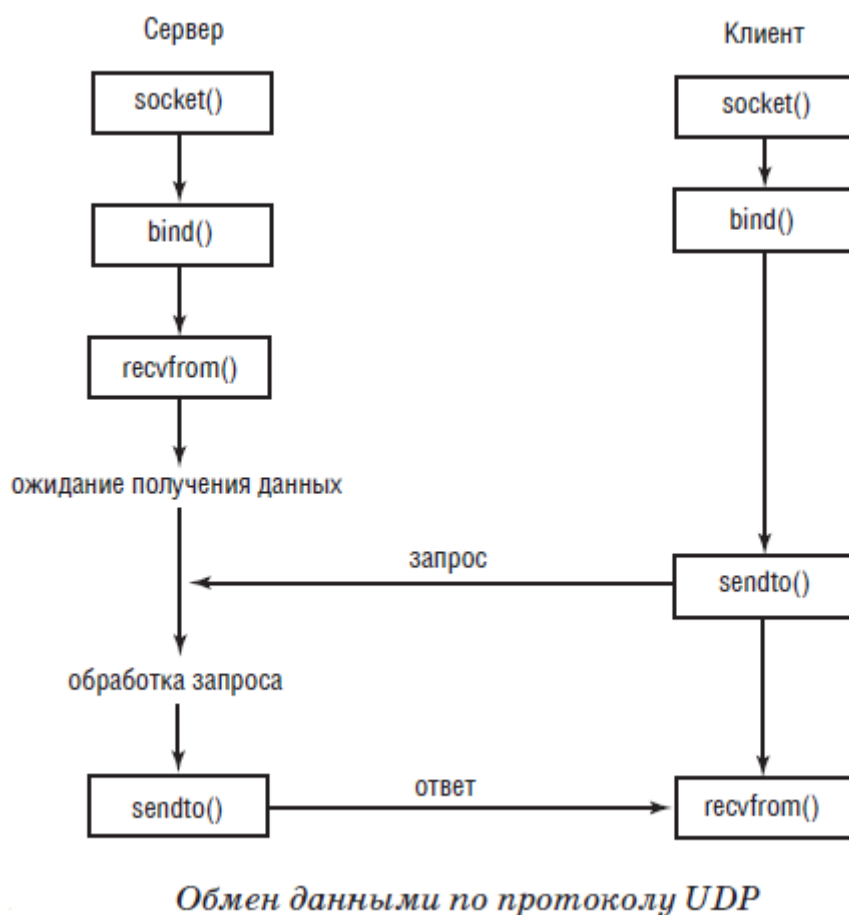 Сервер
Клиент
socket()
socket()
bind()
bind()
recvfrom()
ожидание получения данных
запрос
sendto()
обработка запроса
ответ
sendto()
recvfrom()
Обмен данными по протоколу UDP